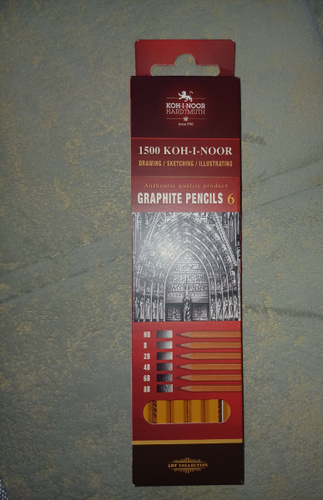 KOH-I-NOOR
HARDTMUTH
since 1790
1500 KOH-I-NOOR
DRAWING / SKETCHING / ILLUSTRATING
Authentic quality product
GRAPHITE PENCILS 6
HB
B
2B
4B
6B
8B
ART COLLECTION